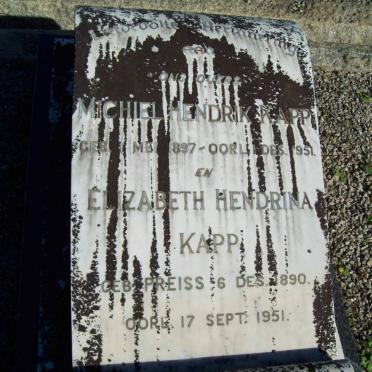 ONS OUERS
MICHIEL HENDRIK KAPP
GEB. MEI 1897-OORL. DES. 1951.
EN
ELIZABETH HENDRINA
KAPP
GEB. PREISS 6 DES. 1890.
OORL. 17 SEPT. 1951.